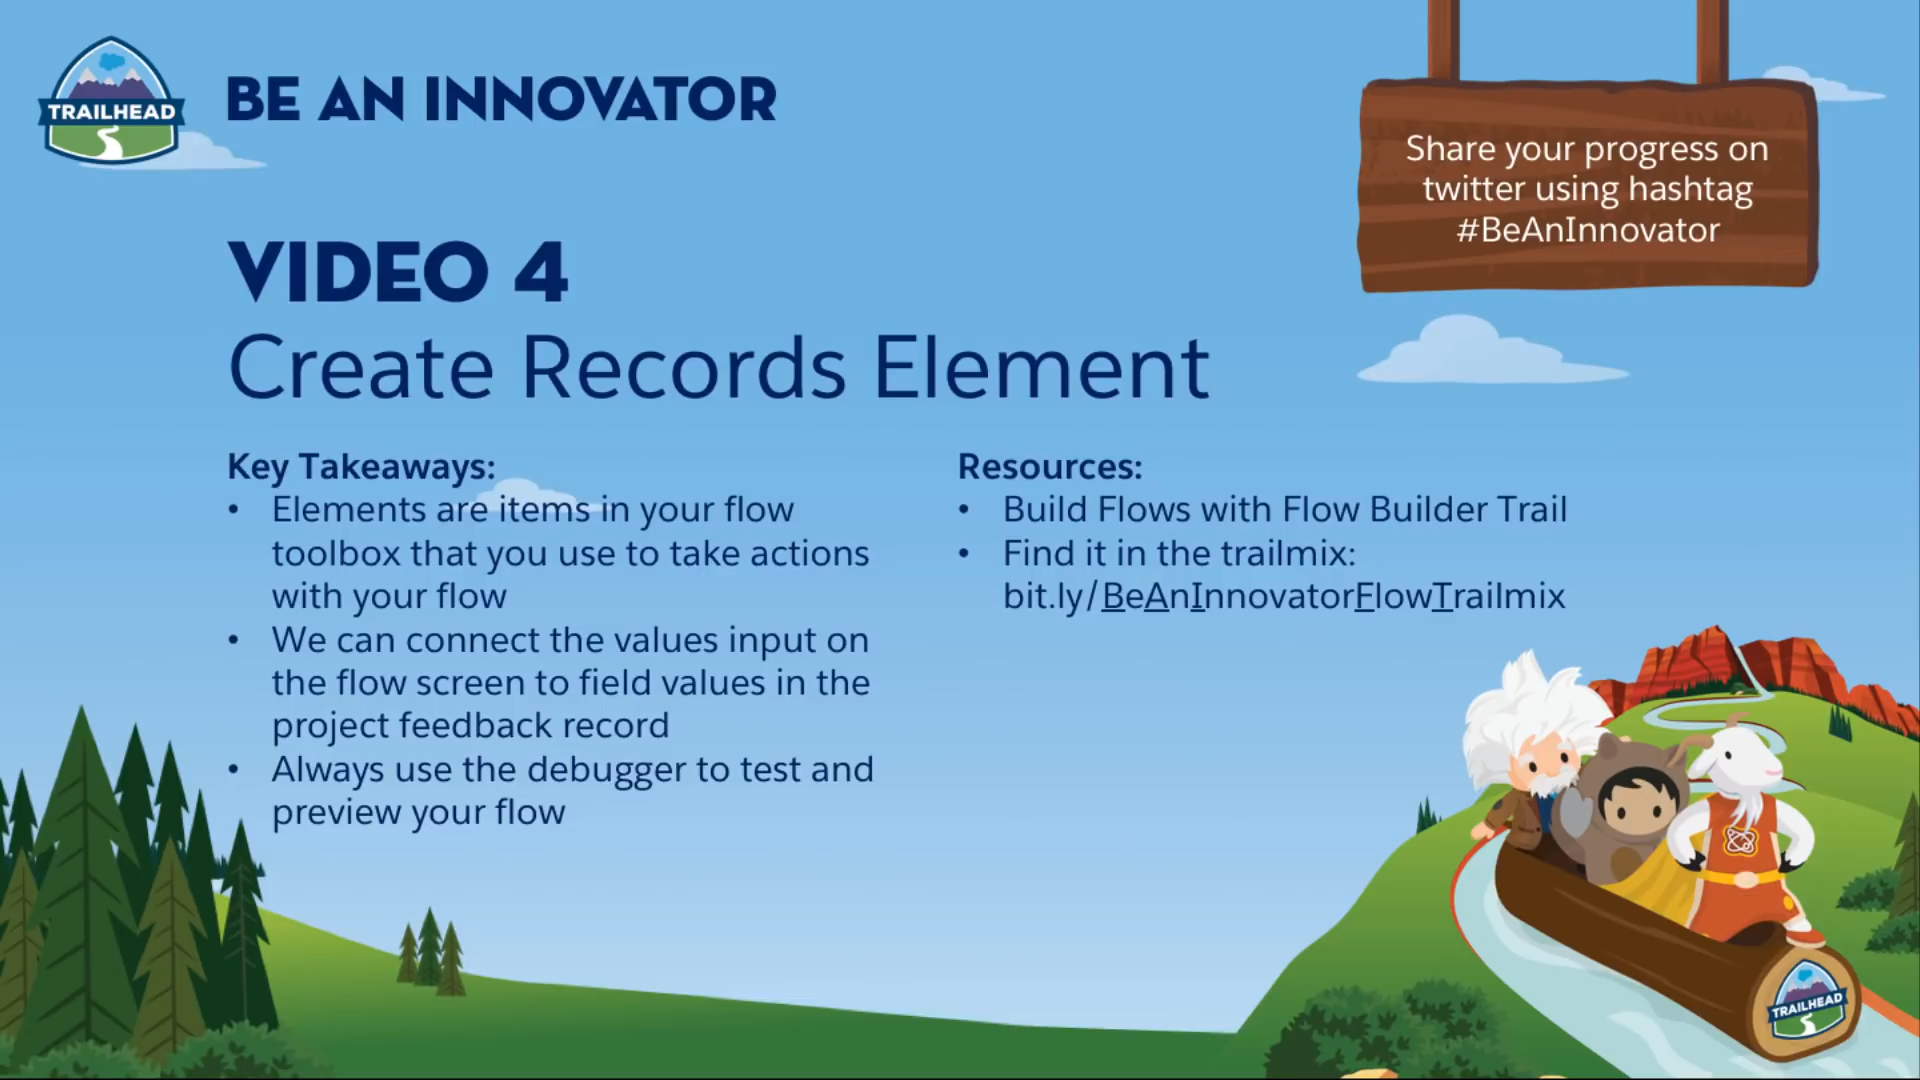 TRAILHEAD
BE AN INNOVATOR
Share your progress on
twitter using hashtag
#BeAnInnovator
VIDEO 4
Create Records Element
Key Takeaways:
• Elements are items in your flow
toolbox that you use to take actions
with your flow
• We can connect the values input on
the flow screen to field values in the
project feedback record
• Always use the debugger to test and
preview your flow
Resources:
• Build Flows with Flow Builder Trail
• Find it in the trailmix:
bit.ly/BeAnInnovatorFlowTrailmix
TRAILHEAD